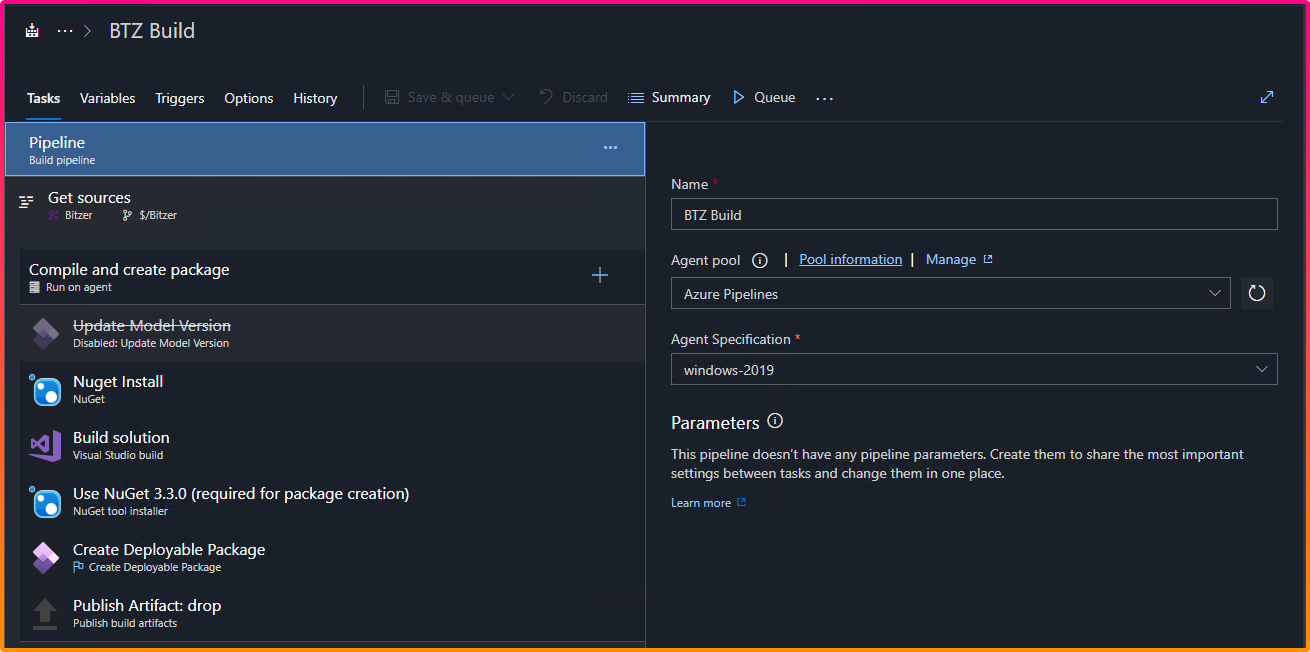 ··· > BTZ Build
Tasks Variables Triggers Options History Save & queue Discard Summary Queue ···
Pipeline ···
Build pipeline
Get sources
Bitzer $/Bitzer
Compile and create package
Run on agent
Update Model Version
Disabled: Update Model Version
Nuget Install
NuGet
Build solution
Visual Studio build
Use NuGet 3.3.0 (required for package creation)
NuGet tool installer
Create Deployable Package
Create Deployable Package
Publish Artifact: drop
Publish build artifacts
Name *
BTZ Build
Agent pool | Pool information | Manage
Azure Pipelines
Agent Specification *
windows-2019
Parameters
This pipeline doesn't have any pipeline parameters. Create them to share the most important
settings between tasks and change them in one place.
Learn more